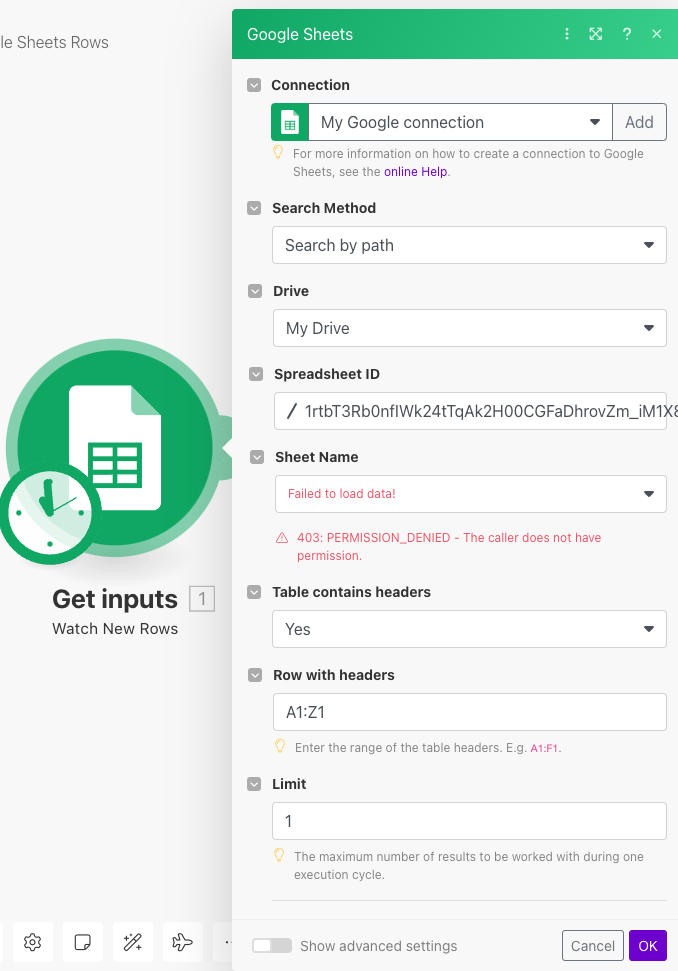 le Sheets Rows
Google Sheets
?
Connection
My Google connection
Add
For more information on how to create a connection to Google
Sheets, see the online Help.
Search Method
Search by path
Drive
My Drive
Spreadsheet ID
/ 1rtbT3Rb0nfIWk24tTqAk2H00CGFaDhrovZm_iM1X8
Sheet Name
Failed to load data!
403: PERMISSION_DENIED - The caller does not have
permission.
Get inputs 1
Watch New Rows
Table contains headers
Yes
Row with headers
A1:Z1
Enter the range of the table headers. E.g. A1:F1.
Limit
1
The maximum number of results to be worked with during one
execution cycle.
Show advanced settings
Cancel
OK